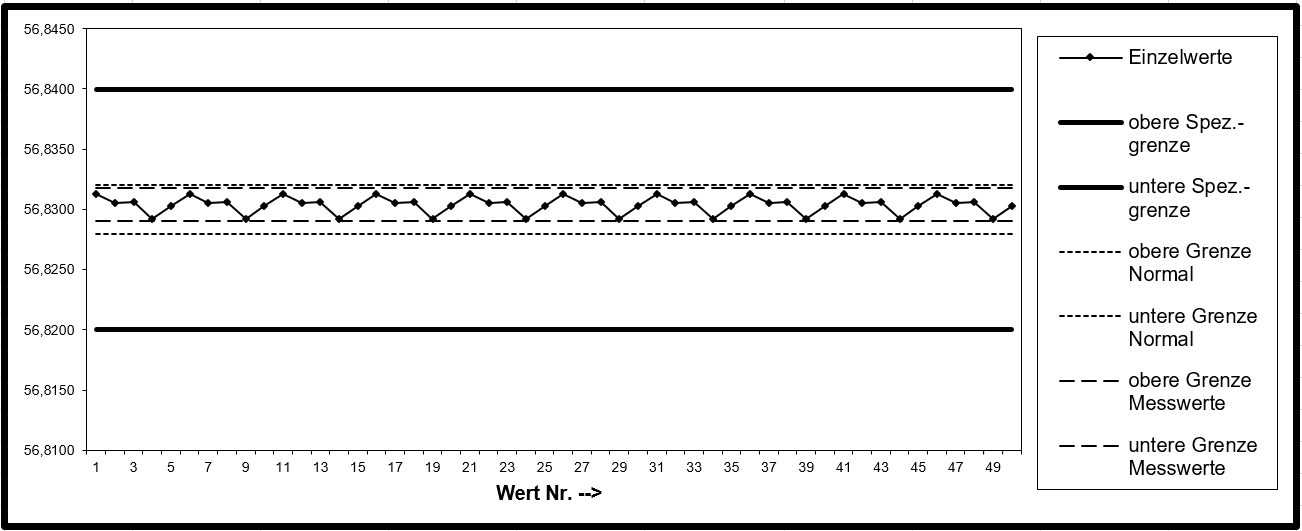 56,8450
56,8400
56,8350
56,8300
56,8250
56,8200
56,8150
56,8100
1 3 5 7 9 11 13 15 17 19 21 23 25 27 29 31 33 35 37 39 41 43 45 47 49
Wert Nr. -->
Einzelwerte
obere Spez.-
grenze
untere Spez.-
grenze
obere Grenze
Normal
untere Grenze
Normal
obere Grenze
Messwerte
untere Grenze
Messwerte